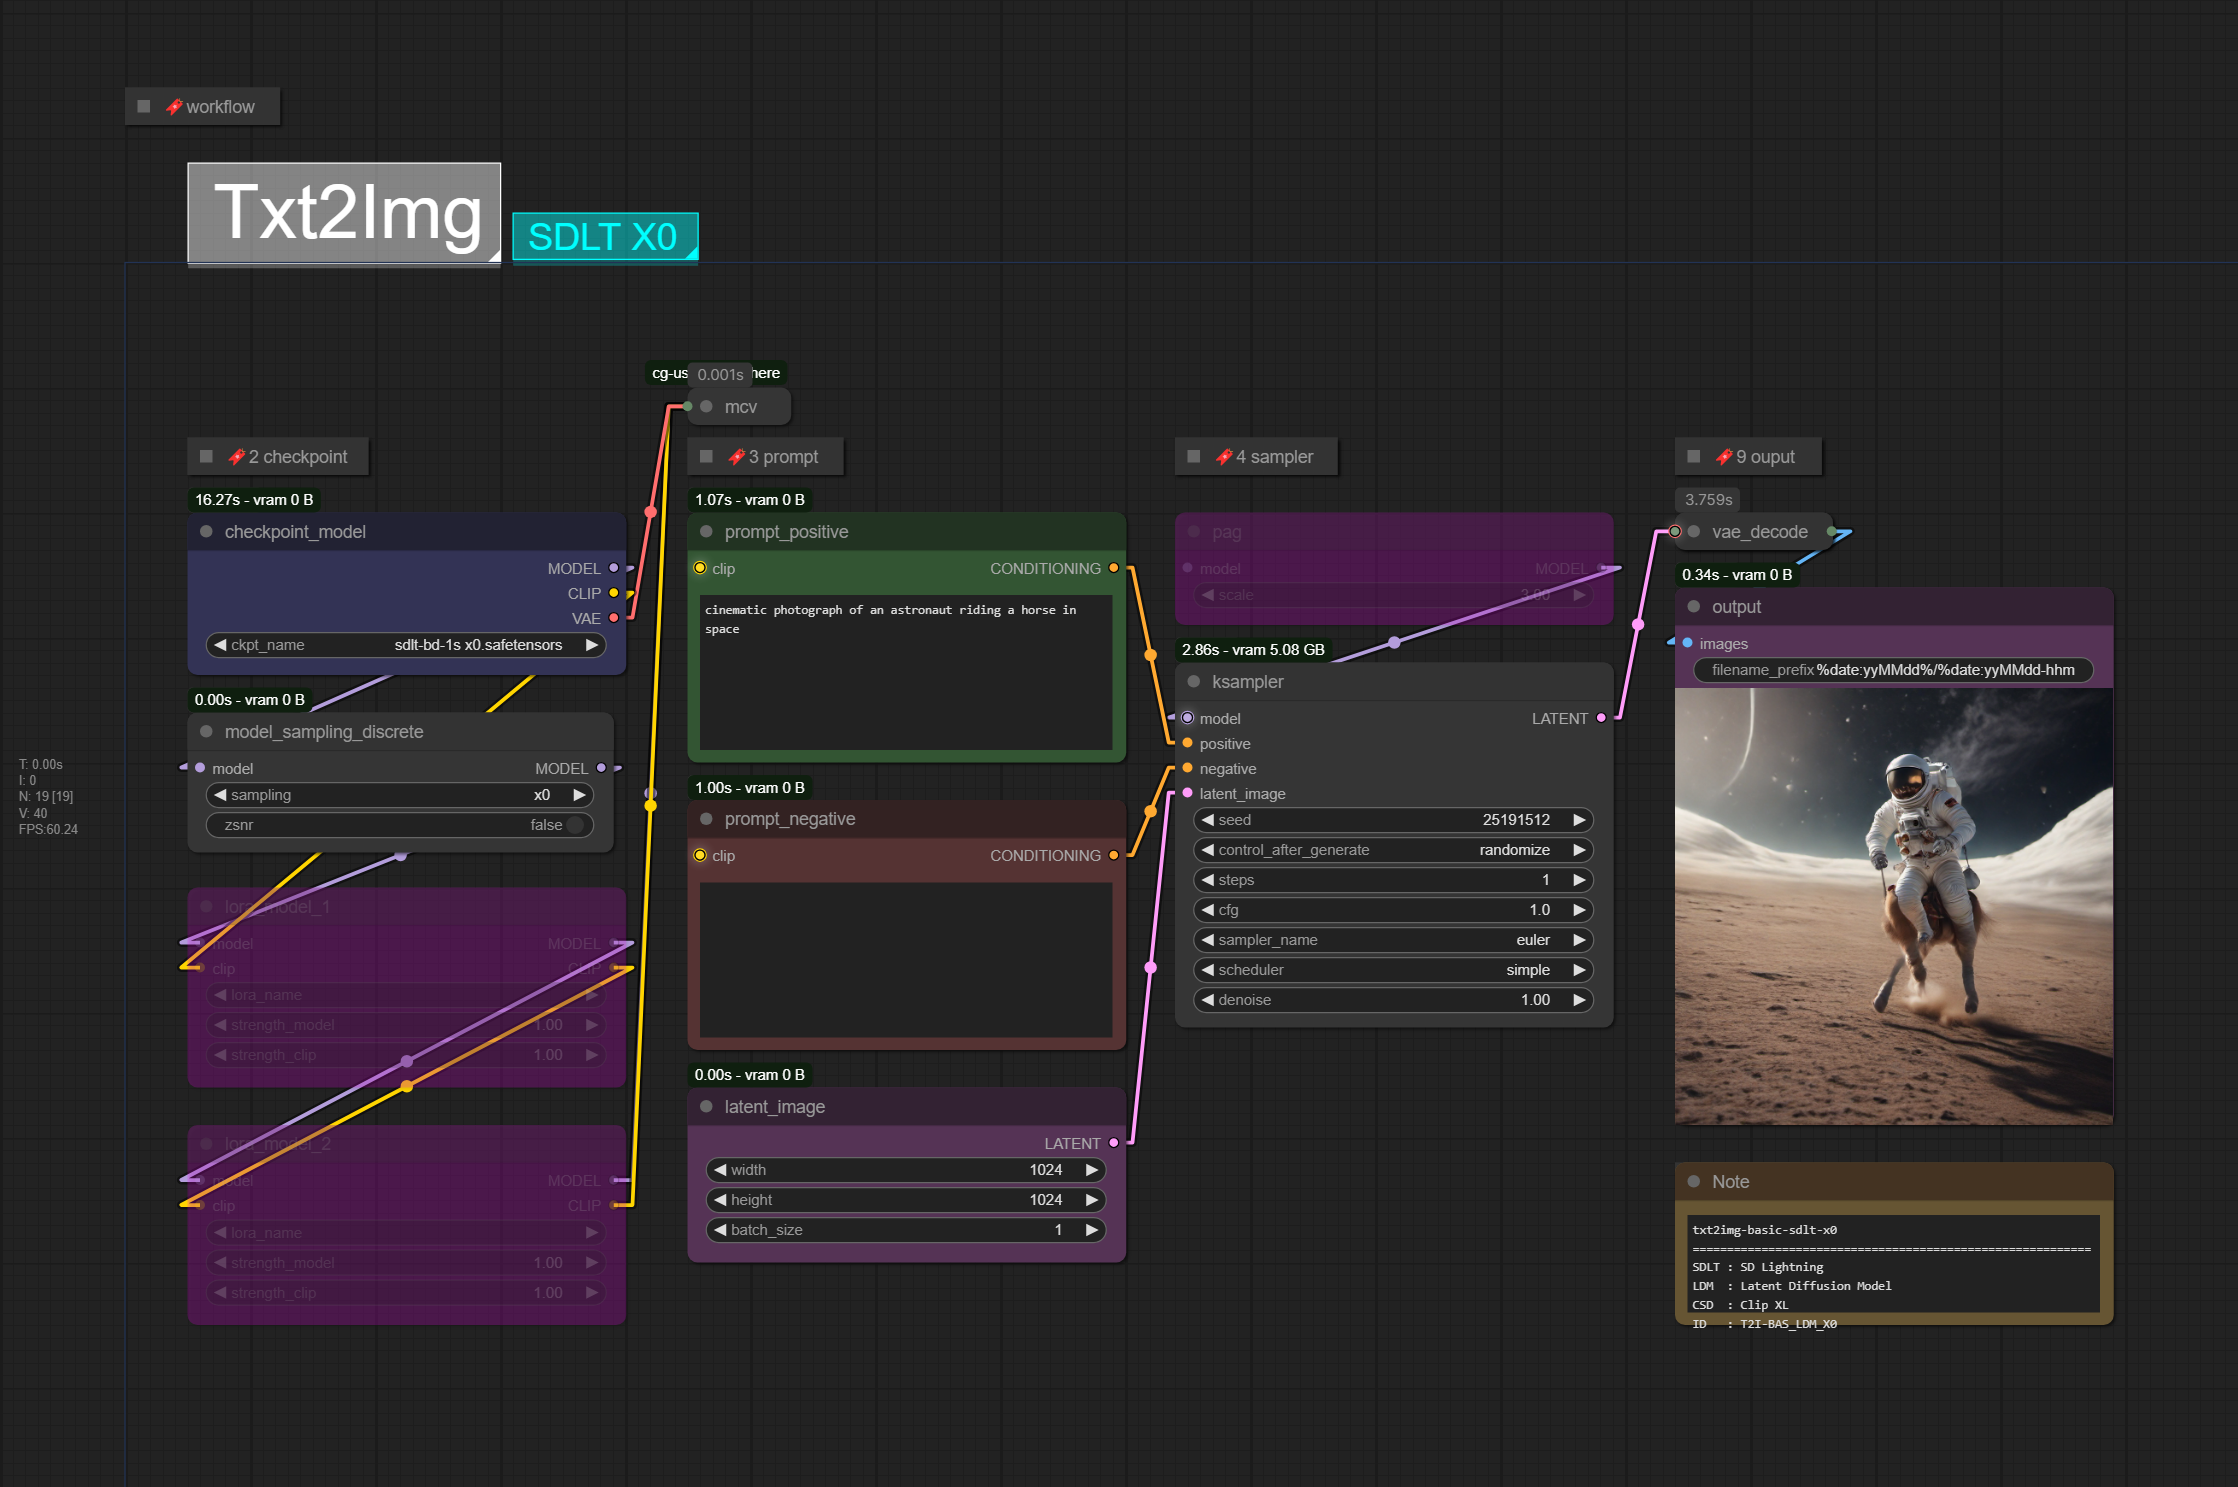 workflow
Txt2Img
SDLT X0
cg-us
0.001s
here
mcv
2 checkpoint
16.27s - vram 0 B
checkpoint_model
MODEL
CLIP
VAE
ckpt_name sdlt-bd-1s x0.safetensors
0.00s - vram 0 B
model_sampling_discrete
model MODEL
sampling x0
zsnr false
lora_model_1
model MODEL
clip CLIP
lora_name
strength_model 1.00
strength_clip 1.00
lora_model_2
model MODEL
clip CLIP
lora_name
strength_model 1.00
strength_clip 1.00
T: 0.00s
I: 0
N: 19 [19]
V: 40
FPS:60.24
3 prompt
1.07s - vram 0 B
prompt_positive
clip CONDITIONING
cinematic photograph of an astronaut riding a horse in
space
1.00s - vram 0 B
prompt_negative
clip CONDITIONING
0.00s - vram 0 B
latent_image
LATENT
width 1024
height 1024
batch_size 1
4 sampler
pag
model MODEL
scale 3.00
2.86s - vram 5.08 GB
ksampler
model LATENT
positive
negative
latent_image
seed 25191512
control_after_generate randomize
steps 1
cfg 1.0
sampler_name euler
scheduler simple
denoise 1.00
9 ouput
3.759s
vae_decode
0.34s - vram 0 B
output
images
filename_prefix %date:yyMMdd%/%date:yyMMdd-hhm
Note
txt2img-basic-sdlt-x0
==========================================================
SDLT : SD Lightning
LDM : Latent Diffusion Model
CSD : Clip XL
ID : T2I-BAS_LDM_X0